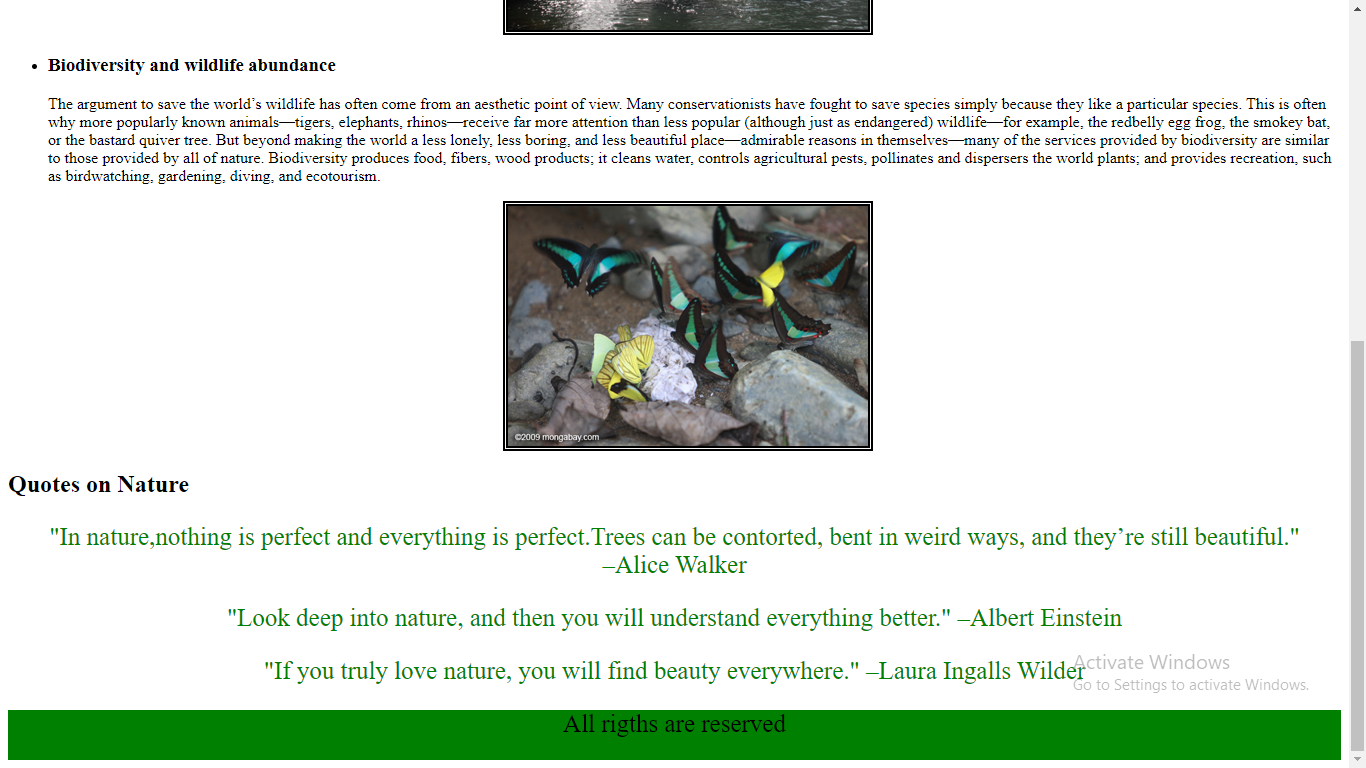 Biodiversity and wildlife abundance
The argument to save the world’s wildlife has often come from an aesthetic point of view. Many conservationists have fought to save species simply because they like a particular species. This is often
why more popularly known animals—tigers, elephants, rhinos—receive far more attention than less popular (although just as endangered) wildlife—for example, the redbelly egg frog, the smokey bat,
or the bastard quiver tree. But beyond making the world a less lonely, less boring, and less beautiful place—admirable reasons in themselves—many of the services provided by biodiversity are similar
to those provided by all of nature. Biodiversity produces food, fibers, wood products; it cleans water, controls agricultural pests, pollinates and dispersers the world plants; and provides recreation, such
as birdwatching, gardening, diving, and ecotourism.
©2009 mongabay.com
Quotes on Nature
"In nature,nothing is perfect and everything is perfect.Trees can be contorted, bent in weird ways, and they’re still beautiful."
–Alice Walker
"Look deep into nature, and then you will understand everything better." –Albert Einstein
"If you truly love nature, you will find beauty everywhere." –Laura Ingalls Wilder
Activate Windows
Go to Settings to activate Windows.
All rigths are reserved